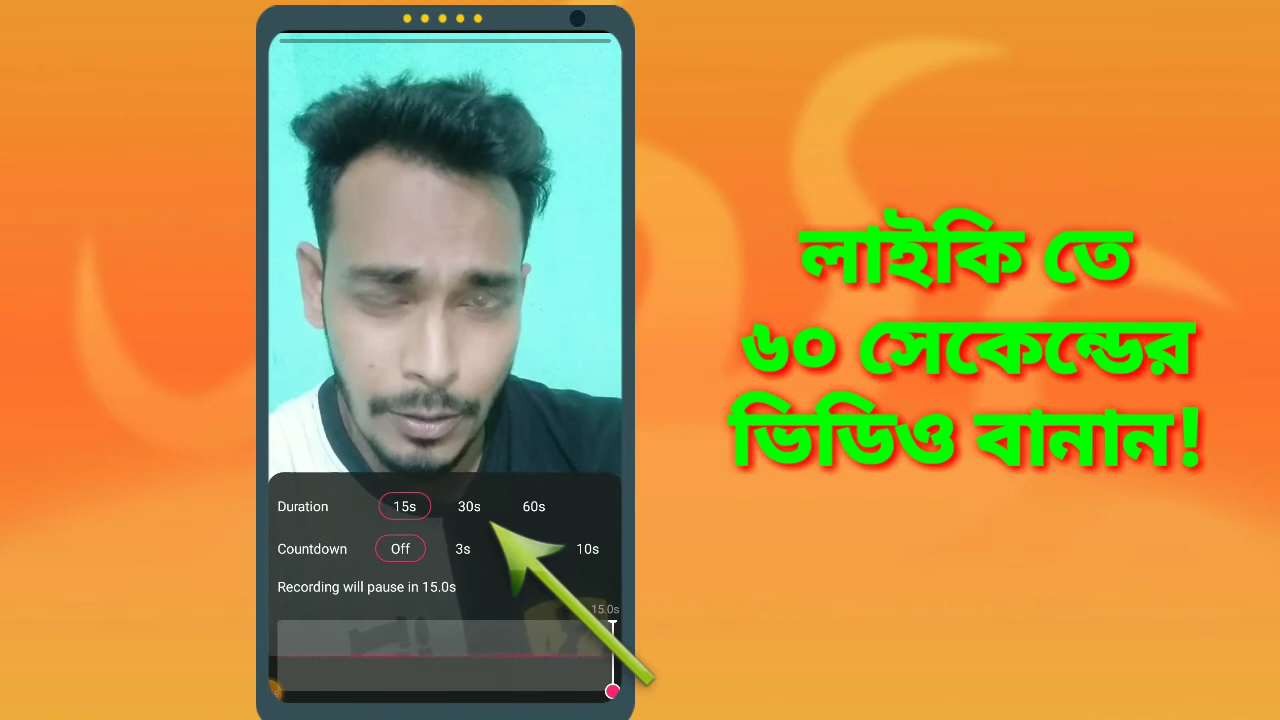 লাইকি তে
৬০ সেকেন্ডের
ভিডিও বানান!
Duration 15s 30s 60s
Countdown Off 3s 10s
Recording will pause in 15.0s
15.0s